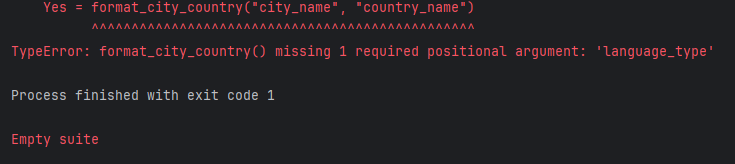 Yes = format_city_country("city_name", "country_name")
^^^^^^^^^^^^^^^^^^^^^^^^^^^^^^^^^^^^^^^^^^^^^^^^
TypeError: format_city_country() missing 1 required positional argument: 'language_type'
Process finished with exit code 1
Empty suite